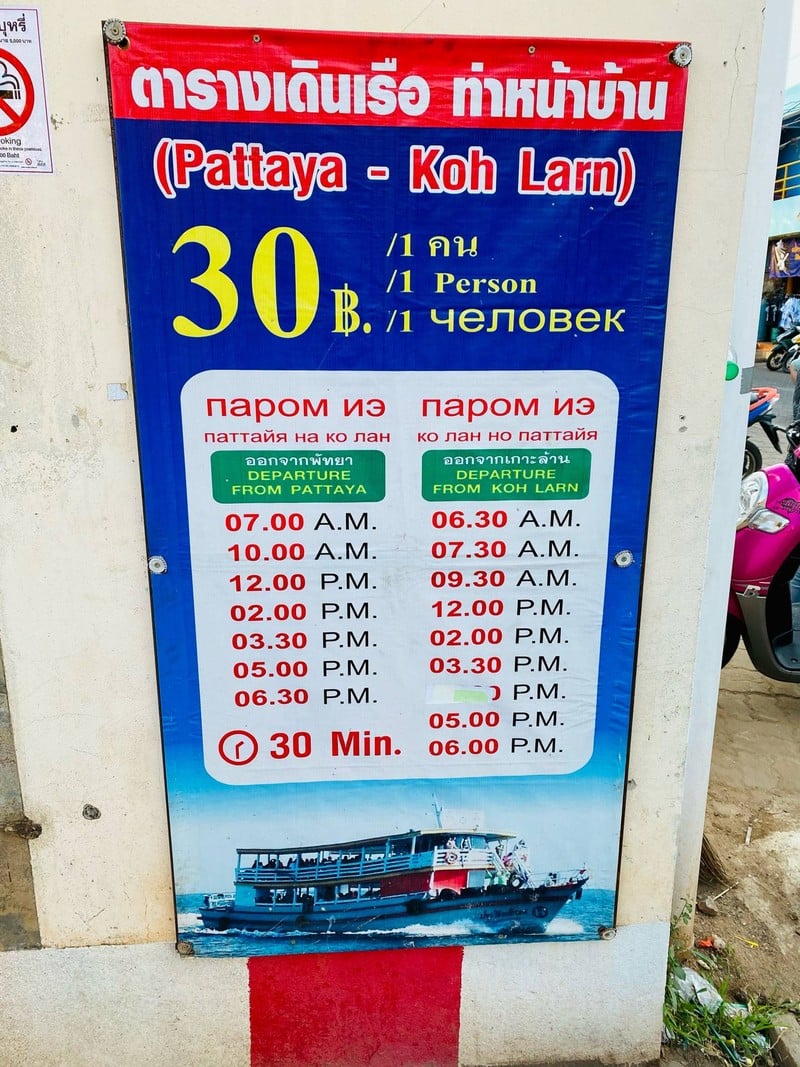 ตารางเดินเรือ ท่าหน้าบ้าน
(Pattaya - Koh Larn)
30 ฿.
/1 คน
/1 Person
/1 человек
паром иэ
паттайя на ко лан
ออกจากพัทยา
DEPARTURE
FROM PATTAYA
07.00 A.M.
10.00 A.M.
12.00 P.M.
02.00 P.M.
03.30 P.M.
05.00 P.M.
06.30 P.M.
30 Min.
паром иэ
ко лан но паттайя
ออกจากเกาะล้าน
DEPARTURE
FROM KOH LARN
06.30 A.M.
07.30 A.M.
09.30 A.M.
12.00 P.M.
02.00 P.M.
03.30 P.M.
P.M.
05.00 P.M.
06.00 P.M.